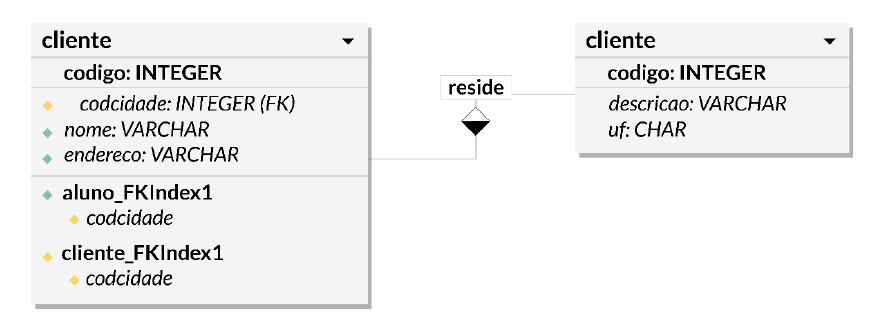 cliente
codigo: INTEGER
codcidade: INTEGER (FK)
nome: VARCHAR
endereco: VARCHAR
aluno_FKIndex1
codcidade
cliente_FKIndex1
codcidade
reside
cliente
codigo: INTEGER
descricao: VARCHAR
uf: CHAR